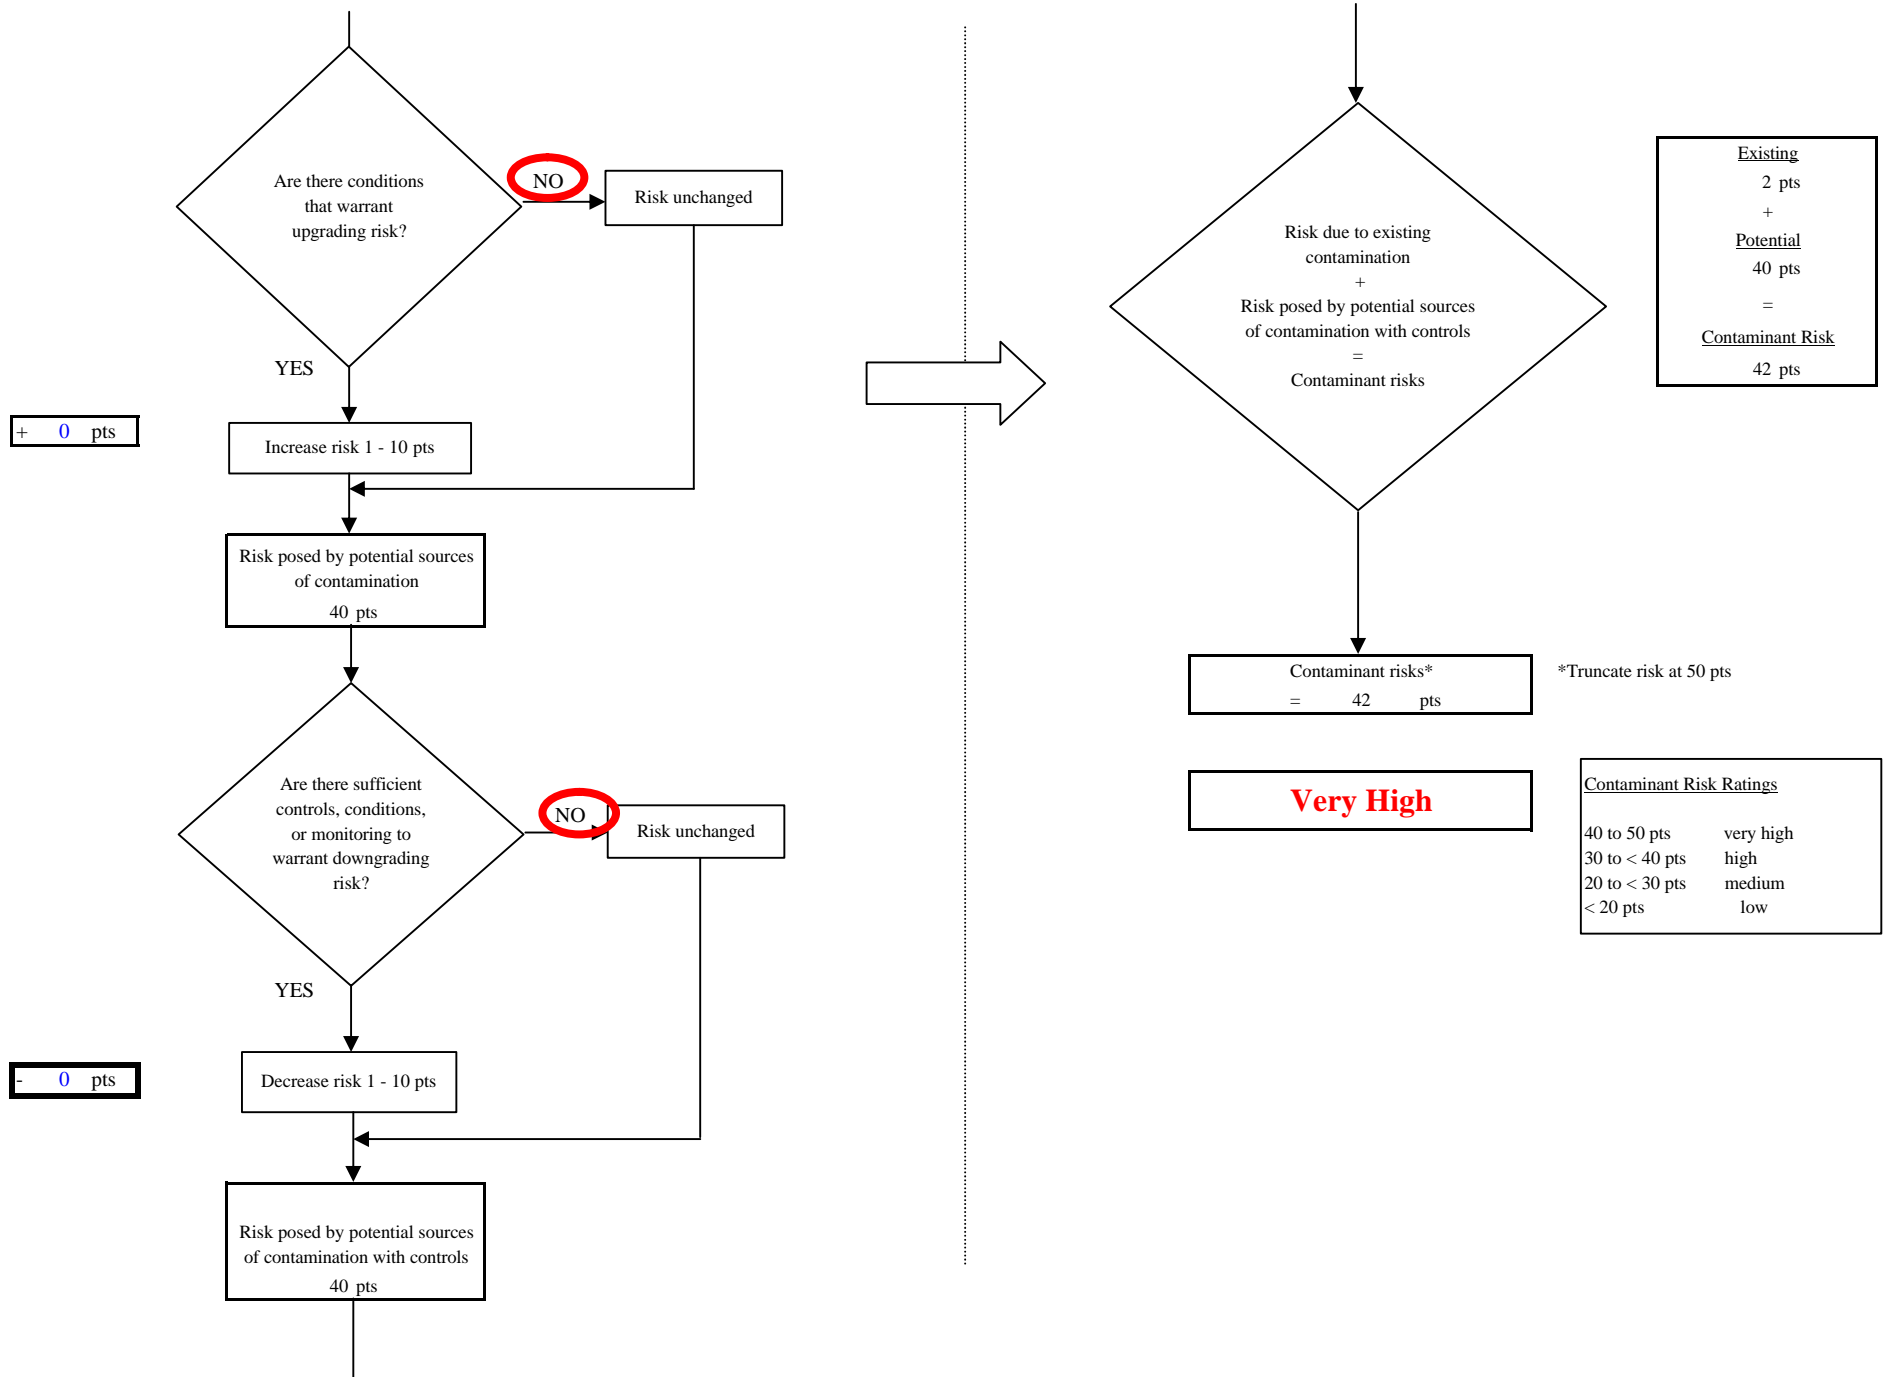 Are there conditions
that warrant
upgrading risk?
NO
Risk unchanged
YES
+ 0 pts
Increase risk 1 - 10 pts
Risk posed by potential sources
of contamination
40 pts
Are there sufficient
controls, conditions,
or monitoring to
warrant downgrading
risk?
NO
Risk unchanged
YES
- 0 pts
Decrease risk 1 - 10 pts
Risk posed by potential sources
of contamination with controls
40 pts
Risk due to existing
contamination
+
Risk posed by potential sources
of contamination with controls
=
Contaminant risks
Existing
2 pts
+
Potential
40 pts
=
Contaminant Risk
42 pts
Contaminant risks*
= 42 pts
*Truncate risk at 50 pts
Very High
Contaminant Risk Ratings
40 to 50 pts very high
30 to < 40 pts high
20 to < 30 pts medium
< 20 pts low